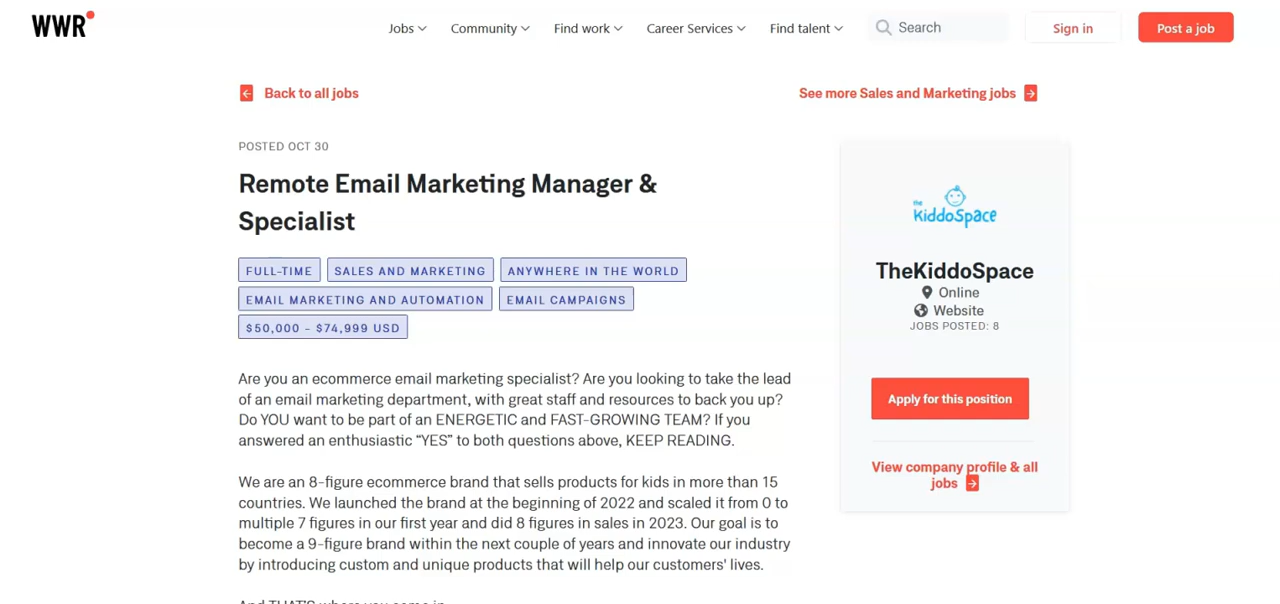 WWR
Jobs
Community
Find work
Career Services
Find talent
Search
Sign in
Post a job
Back to all jobs
See more Sales and Marketing jobs
POSTED OCT 30
Remote Email Marketing Manager &
Specialist
FULL-TIME
SALES AND MARKETING
ANYWHERE IN THE WORLD
EMAIL MARKETING AND AUTOMATION
EMAIL CAMPAIGNS
$50,000 - $74,999 USD
Are you an ecommerce email marketing specialist? Are you looking to take the lead
of an email marketing department, with great staff and resources to back you up?
Do YOU want to be part of an ENERGETIC and FAST-GROWING TEAM? If you
answered an enthusiastic “YES” to both questions above, KEEP READING.
We are an 8-figure ecommerce brand that sells products for kids in more than 15
countries. We launched the brand at the beginning of 2022 and scaled it from 0 to
multiple 7 figures in our first year and did 8 figures in sales in 2023. Our goal is to
become a 9-figure brand within the next couple of years and innovate our industry
by introducing custom and unique products that will help our customers' lives.
And THAT'S where you come in
the
KiddoSpace
TheKiddoSpace
Online
Website
JOBS POSTED: 8
Apply for this position
View company profile & all
jobs